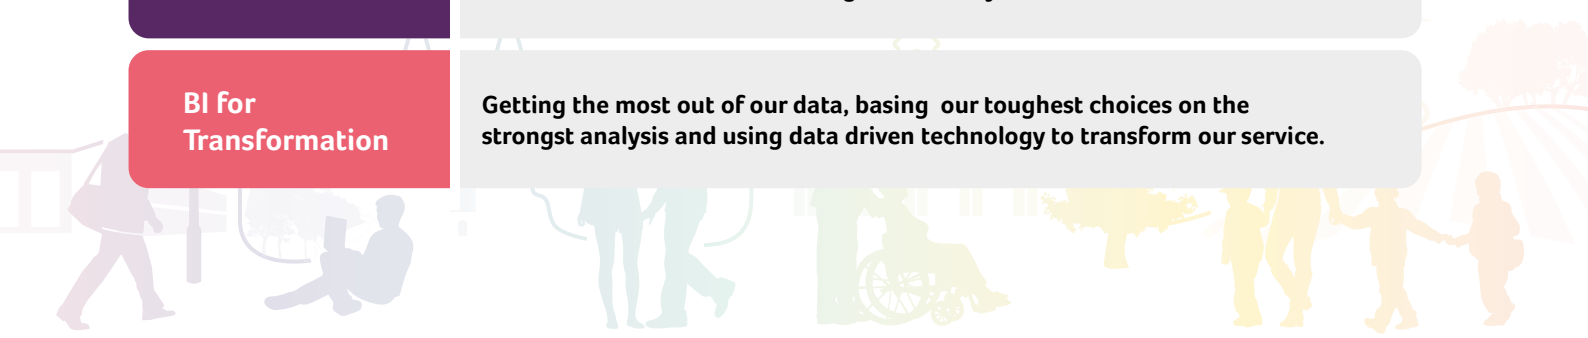 BI for
Transformation
Getting the most out of our data, basing  our toughest choices on the
strongst analysis and using data driven technology to transform our service.